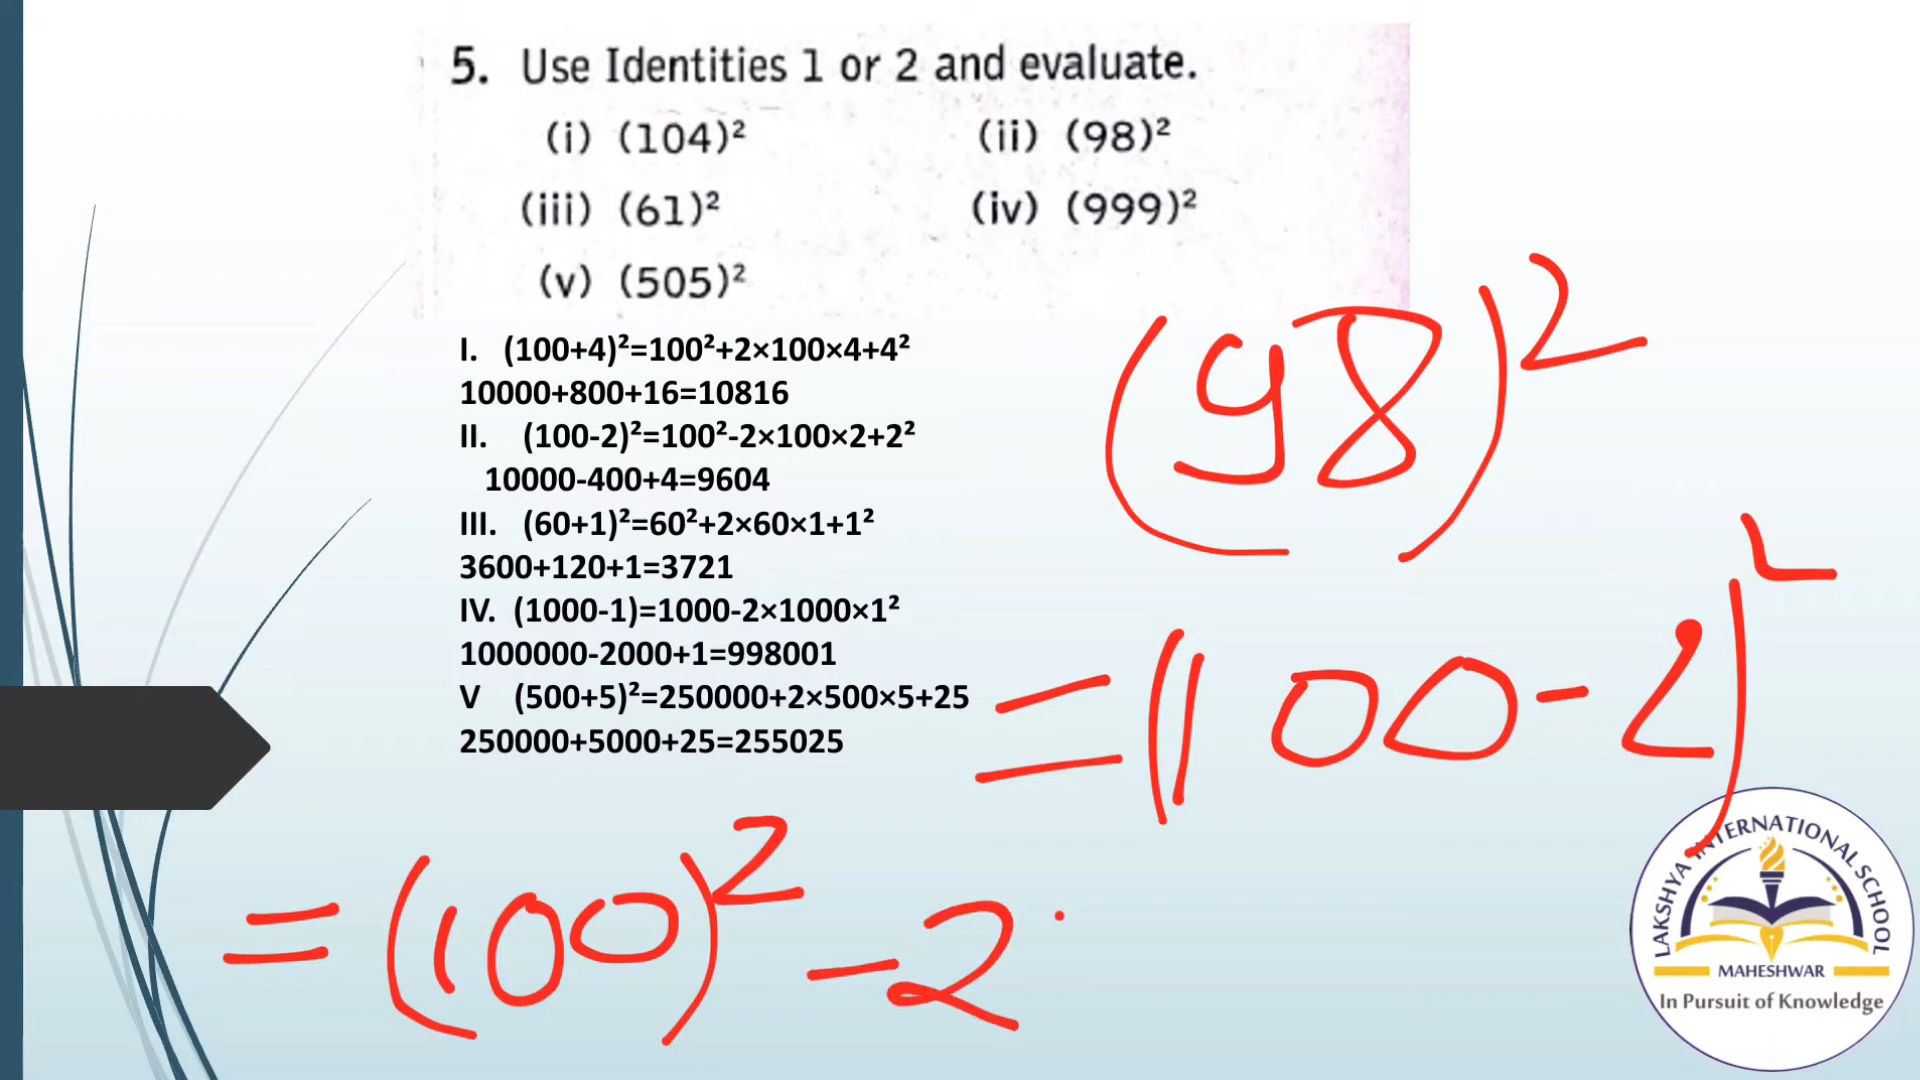 5. Use Identities 1 or 2 and evaluate.
(i) (104)² (ii) (98)²
(iii) (61)² (iv) (999)²
(v) (505)²
I. (100+4)²=100²+2×100×4+4²
10000+800+16=10816
II. (100-2)²=100²-2×100×2+2²
10000-400+4=9604
III. (60+1)²=60²+2×60×1+1²
3600+120+1=3721
IV. (1000-1)=1000-2×1000×1²
1000000-2000+1=998001
V (500+5)²=250000+2×500×5+25
250000+5000+25=255025
(98)²
=(100-2)²
=(100)²-2·
LAKSHYA INTERNATIONAL SCHOOL
MAHESHWAR
In Pursuit of Knowledge